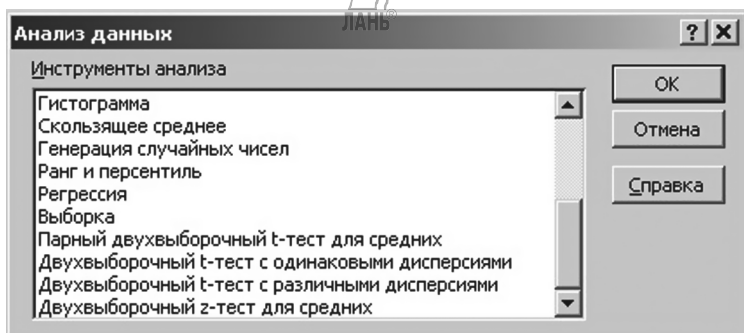 ЛАНЬ®
Анализ данных
Инструменты анализа
Гистограмма
Скользящее среднее
Генерация случайных чисел
Ранг и персентиль
Регрессия
Выборка
Парный двухвыборочный t-тест для средних
Двухвыборочный t-тест с одинаковыми дисперсиями
Двухвыборочный t-тест с различными дисперсиями
Двухвыборочный z-тест для средних
OK
Отмена
Справка